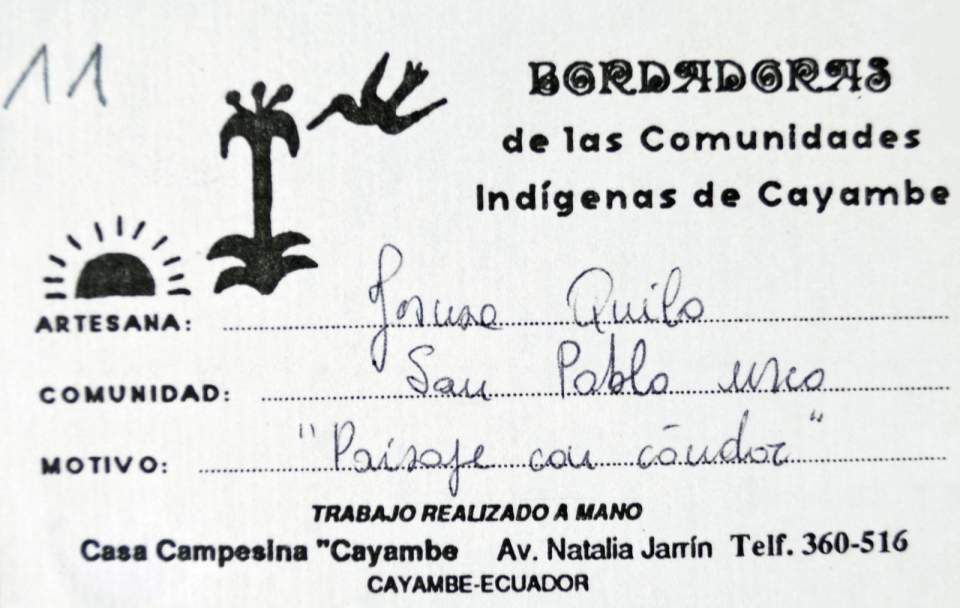 11
BORDADORAS
de las Comunidades
Indígenas de Cayambe
ARTESANA: Quilo
COMUNIDAD: San Pablo urco
MOTIVO: "Paisaje con cóndor"
TRABAJO REALIZADO A MANO
Casa Campesina "Cayambe Av. Natalia Jarrín Telf. 360-516
CAYAMBE-ECUADOR